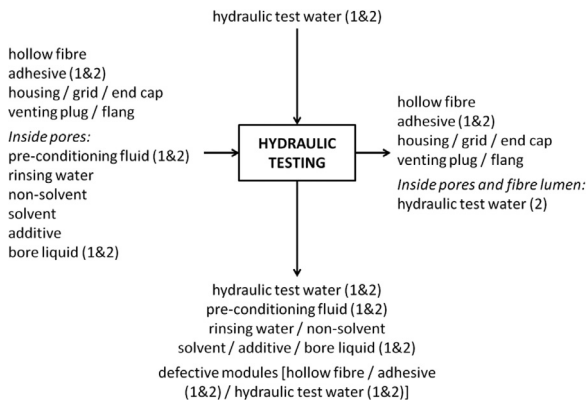 hydraulic test water (1&2)
hollow fibre
adhesive (1&2)
housing / grid / end cap
venting plug / flang
Inside pores:
pre-conditioning fluid (1&2)
rinsing water
non-solvent
solvent
additive
bore liquid (1&2)
HYDRAULIC
TESTING
hollow fibre
adhesive (1&2)
housing / grid / end cap
venting plug / flang
Inside pores and fibre lumen:
hydraulic test water (2)
hydraulic test water (1&2)
pre-conditioning fluid (1&2)
rinsing water / non-solvent
solvent / additive / bore liquid (1&2)
defective modules [hollow fibre / adhesive
(1&2) / hydraulic test water (1&2)]